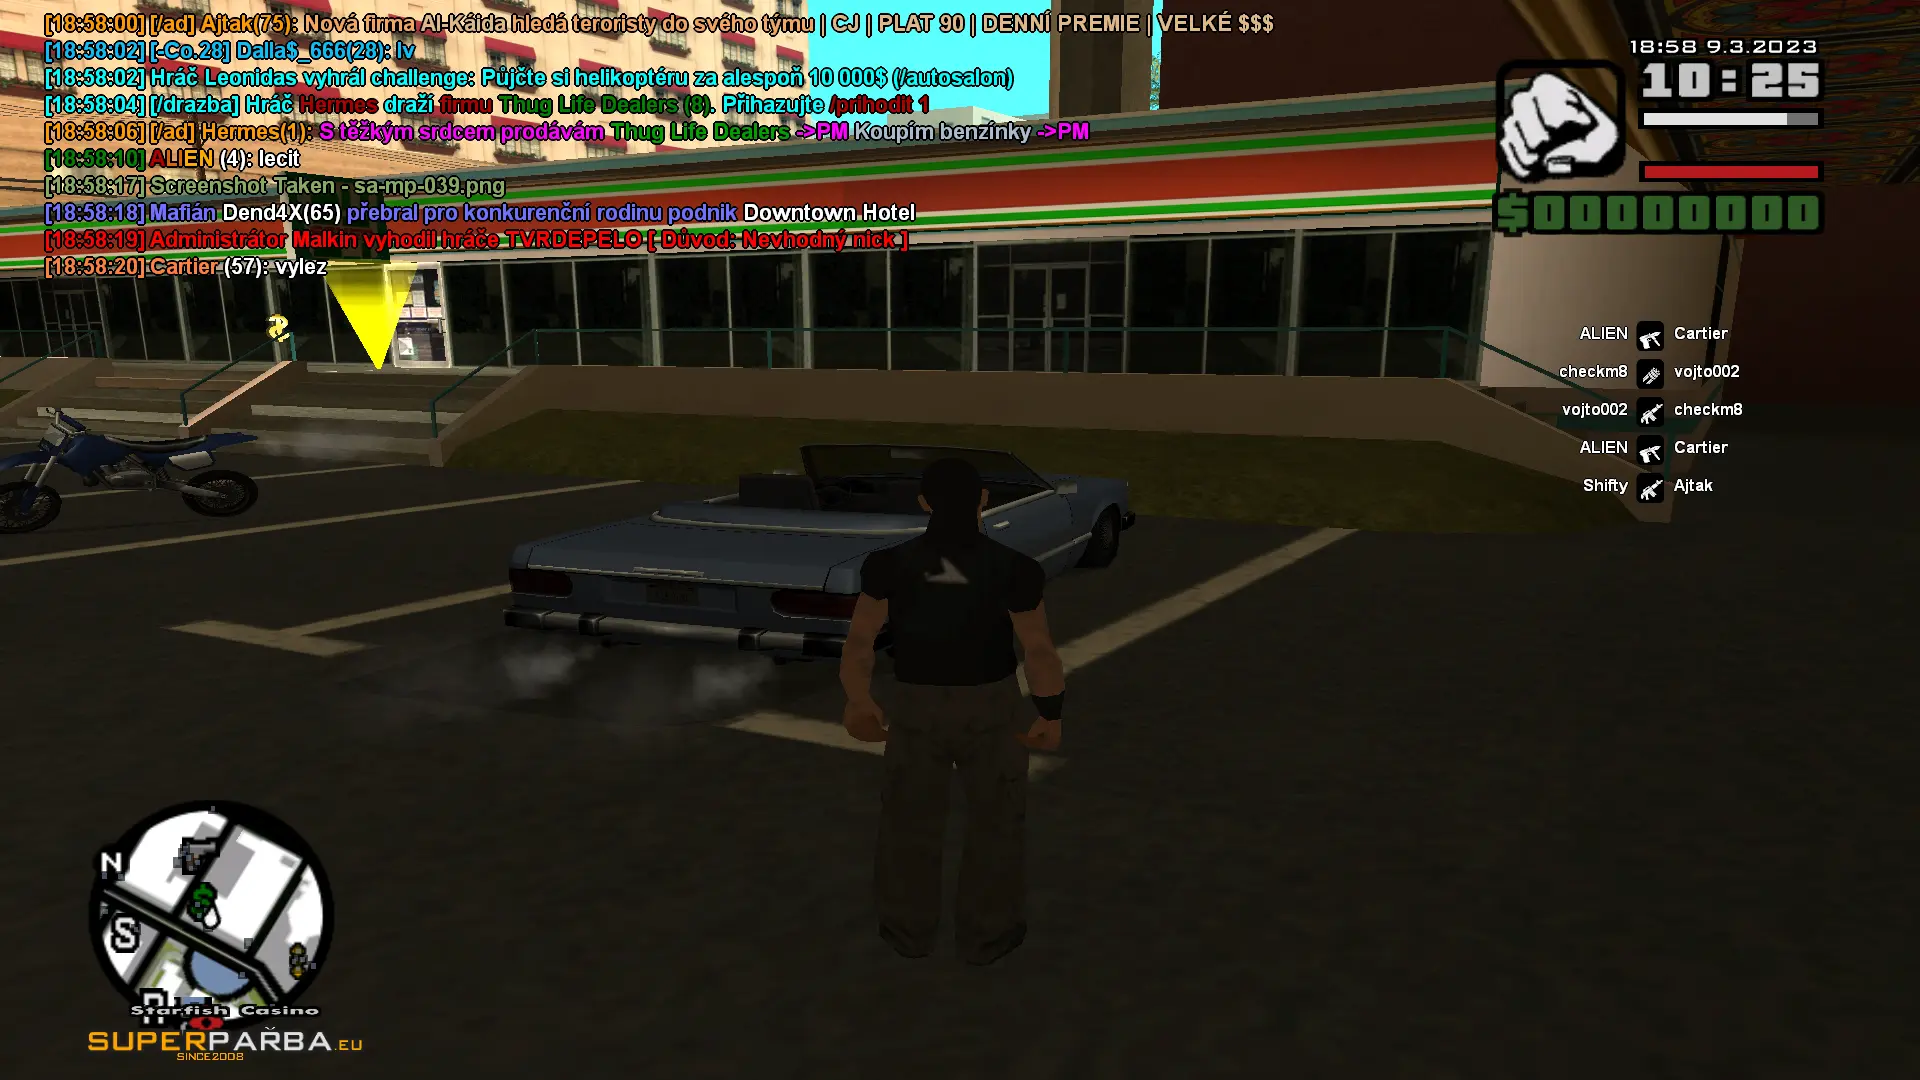 [18:58:00] [/ad] Ajtak(75): Nová firma Al-Káida hledá teroristy do svého týmu | CJ | PLAT 90 | DENNÍ PREMIE | VELKÉ $$$
[18:58:02] [-Co.28] Dalla$_666(28): lv
[18:58:02] Hráč Leonidas vyhrál challenge: Půjčte si helikoptéru za alespoň 10 000$ (/autosalon)
[18:58:04] [/drazba] Hráč Hermes draží firmu Thug Life Dealers (8). Přihazujte /prihodit 1
[18:58:06] [/ad] Hermes(1): S těžkým srdcem prodávám Thug Life Dealers ->PM Koupím benzínky ->PM
[18:58:10] ALIEN (4): lecit
[18:58:17] Screenshot Taken - sa-mp-039.png
[18:58:18] Mafián Dend4X(65) přebral pro konkurenční rodinu podnik Downtown Hotel
[18:58:19] Administrátor Malkin vyhodil hráče TVRDEPELO [ Důvod: Nevhodný nick ]
[18:58:20] Cartier (57): vylez
18:58 9.3.2023
10:25
$00000000
ALIEN Cartier
checkm8 vojto002
vojto002 checkm8
ALIEN Cartier
Shifty Ajtak
N
S
Starfish Casino
SUPERPAŘBA.EU
SINCE2008